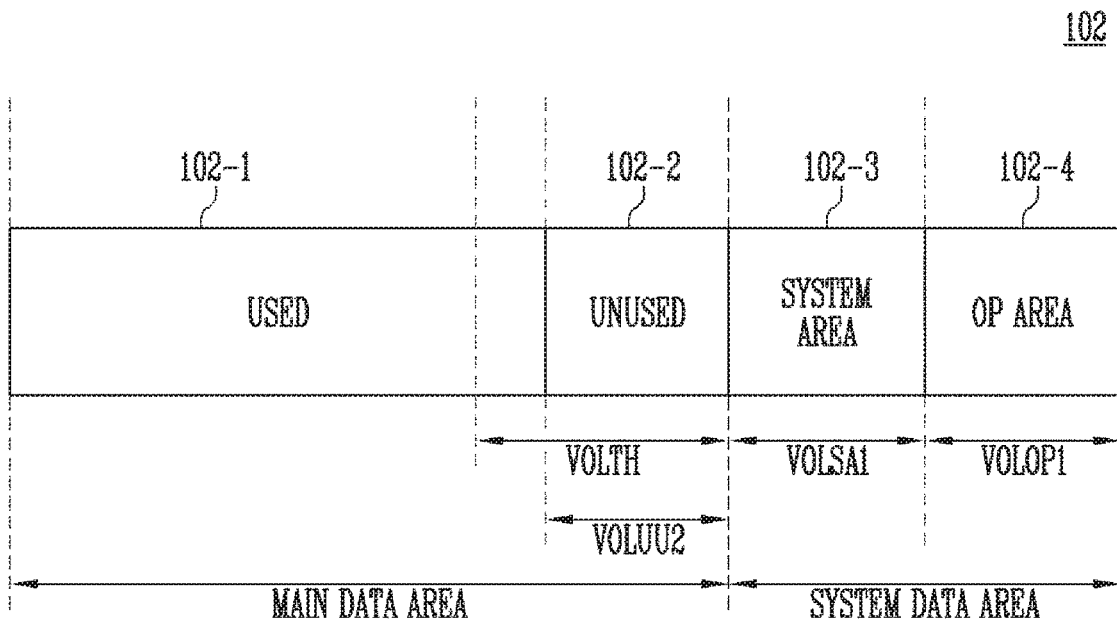 102
102-1
102-2
102-3
102-4
USED
UNUSED
SYSTEM
AREA
OP AREA
VOLTH
VOLSA1
VOLOP1
VOLUU2
MAIN DATA AREA
SYSTEM DATA AREA